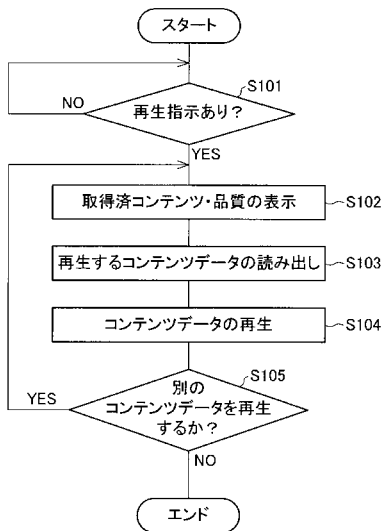 スタート
S101
再生指示あり？
NO
YES
取得済コンテンツ・品質の表示
S102
再生するコンテンツデータの読み出し
S103
コンテンツデータの再生
S104
S105
YES
別の
コンテンツデータを再生
するか？
NO
エンド